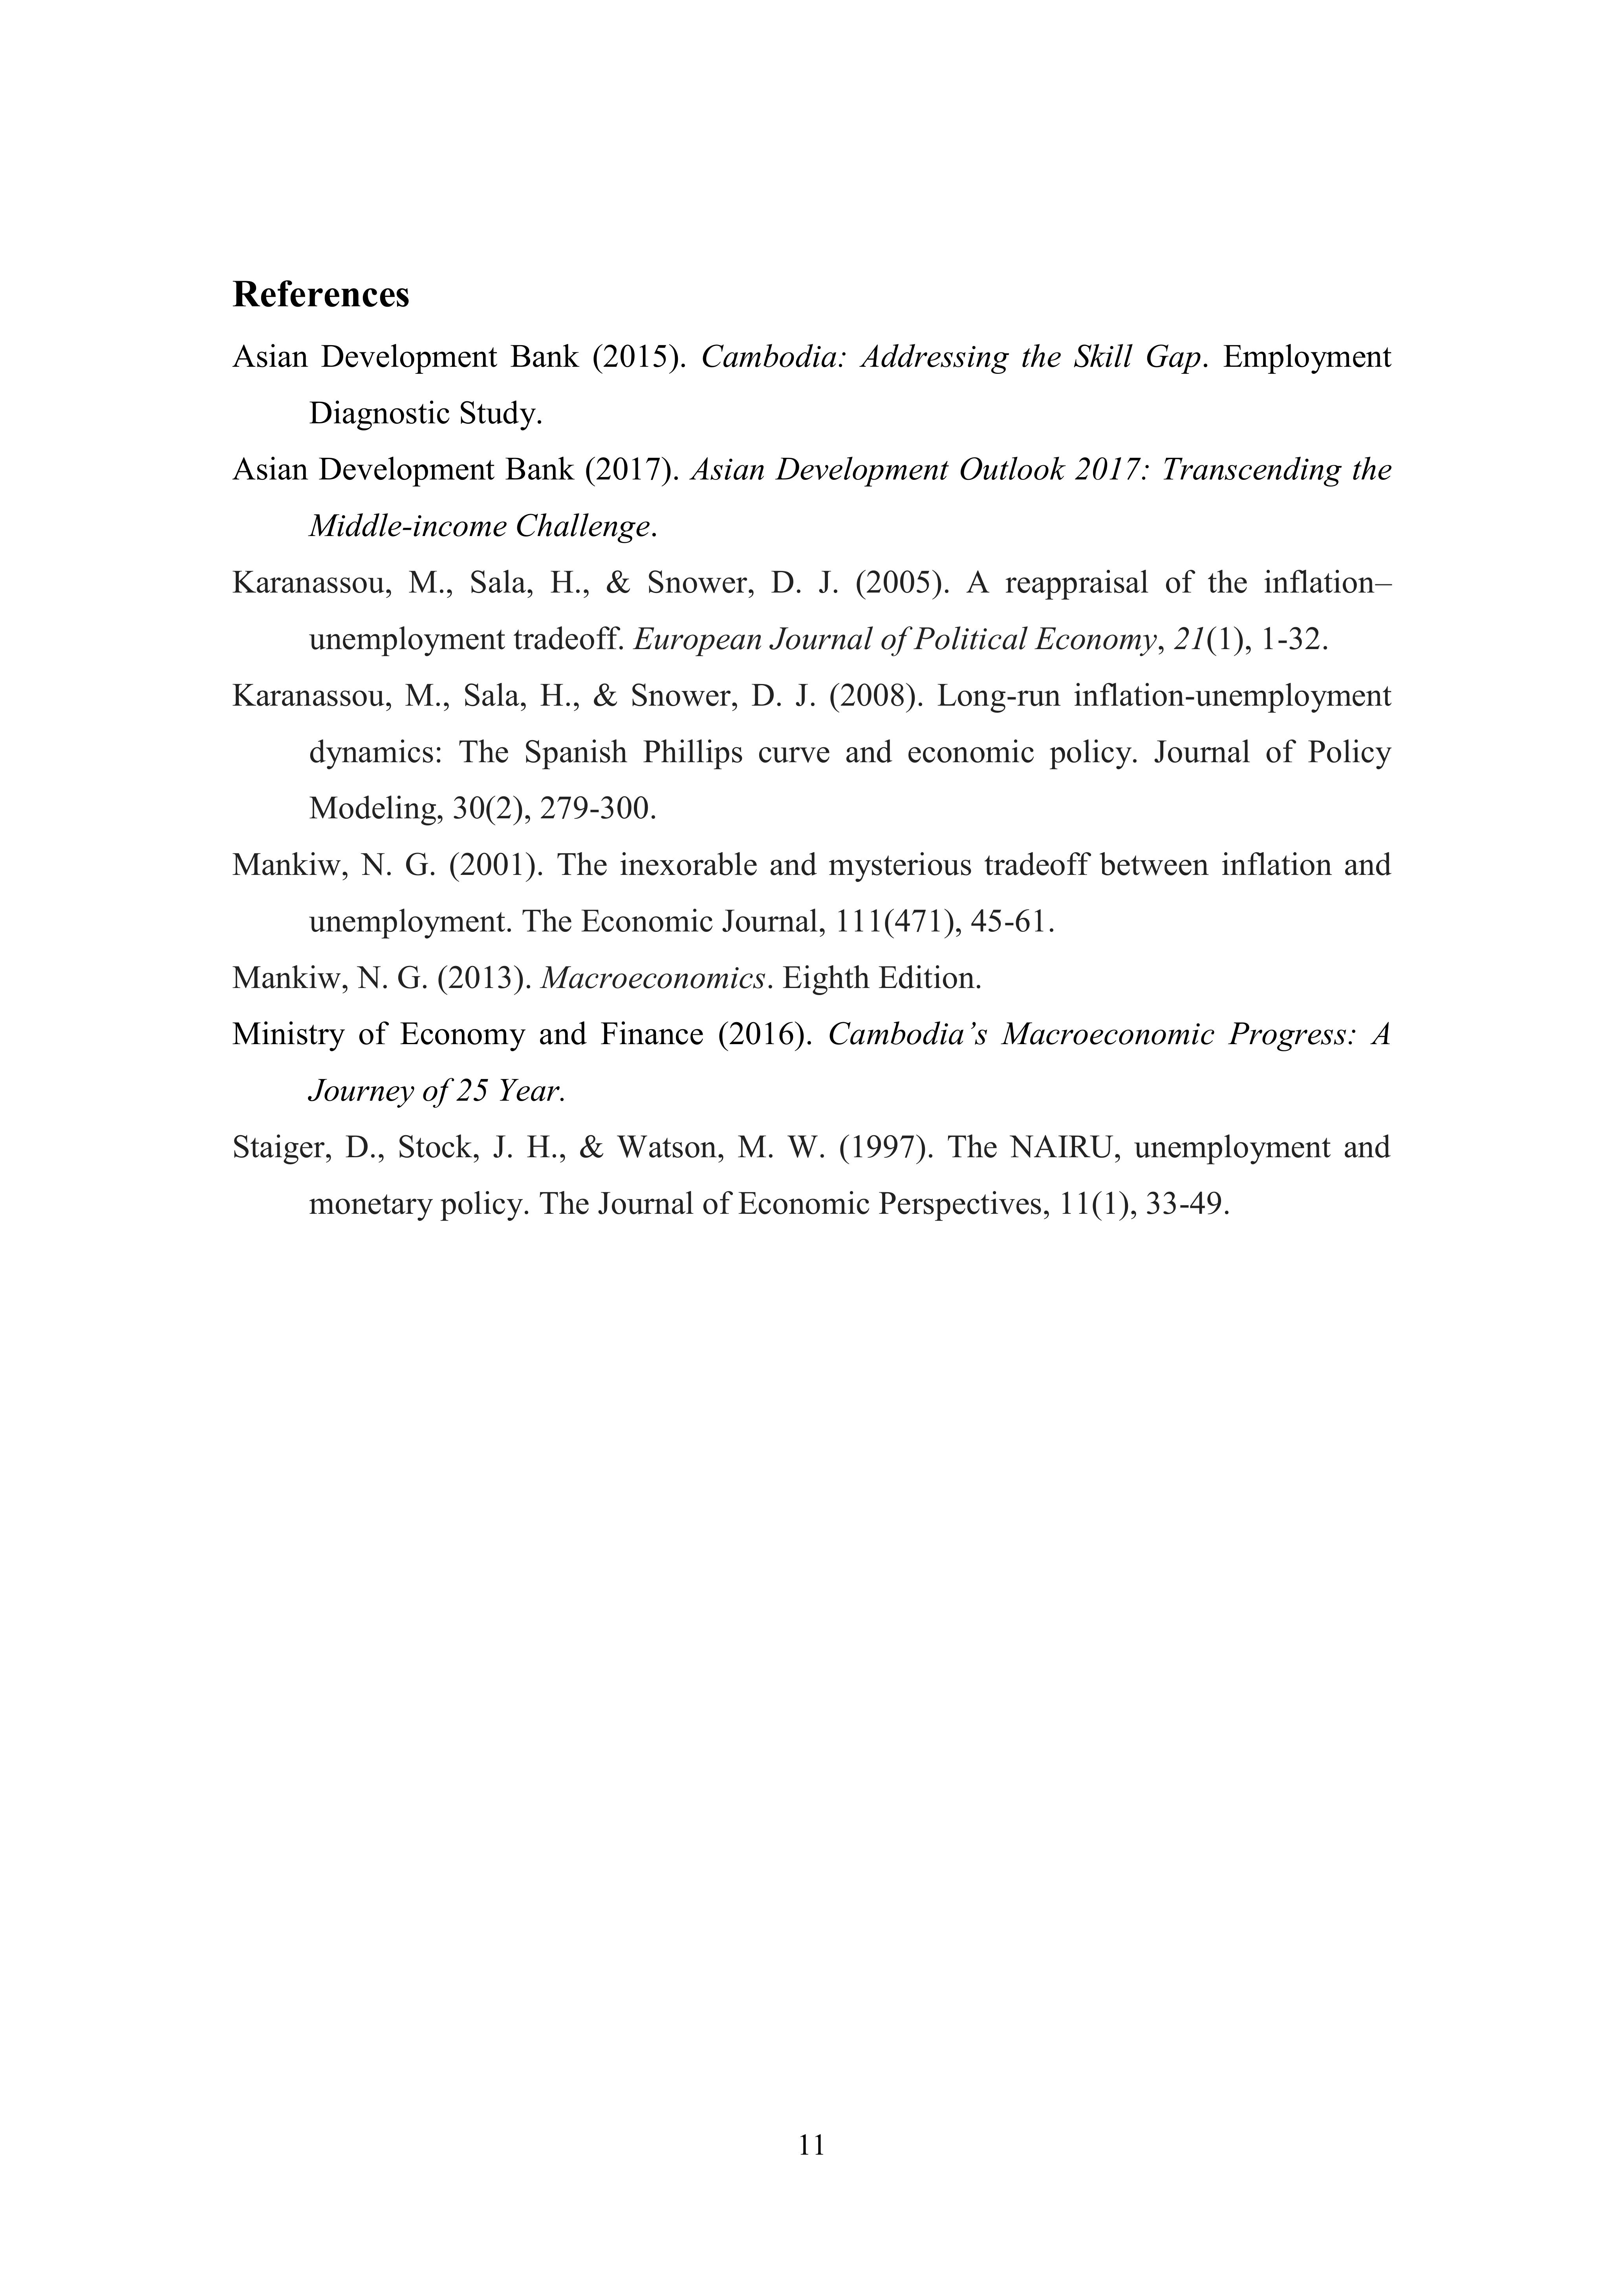 References
Asian Development Bank (2015). Cambodia: Addressing the Skill Gap. Employment
Diagnostic Study.
Asian Development Bank (2017). Asian Development Outlook 2017: Transcending the
Middle-income Challenge.
Karanassou, M., Sala, H., & Snower, D. J. (2005). A reappraisal of the inflation–
unemployment tradeoff. European Journal of Political Economy, 21(1), 1-32.
Karanassou, M., Sala, H., & Snower, D. J. (2008). Long-run inflation-unemployment
dynamics: The Spanish Phillips curve and economic policy. Journal of Policy
Modeling, 30(2), 279-300.
Mankiw, N. G. (2001). The inexorable and mysterious tradeoff between inflation and
unemployment. The Economic Journal, 111(471), 45-61.
Mankiw, N. G. (2013). Macroeconomics. Eighth Edition.
Ministry of Economy and Finance (2016). Cambodia’s Macroeconomic Progress: A
Journey of 25 Year.
Staiger, D., Stock, J. H., & Watson, M. W. (1997). The NAIRU, unemployment and
monetary policy. The Journal of Economic Perspectives, 11(1), 33-49.
11